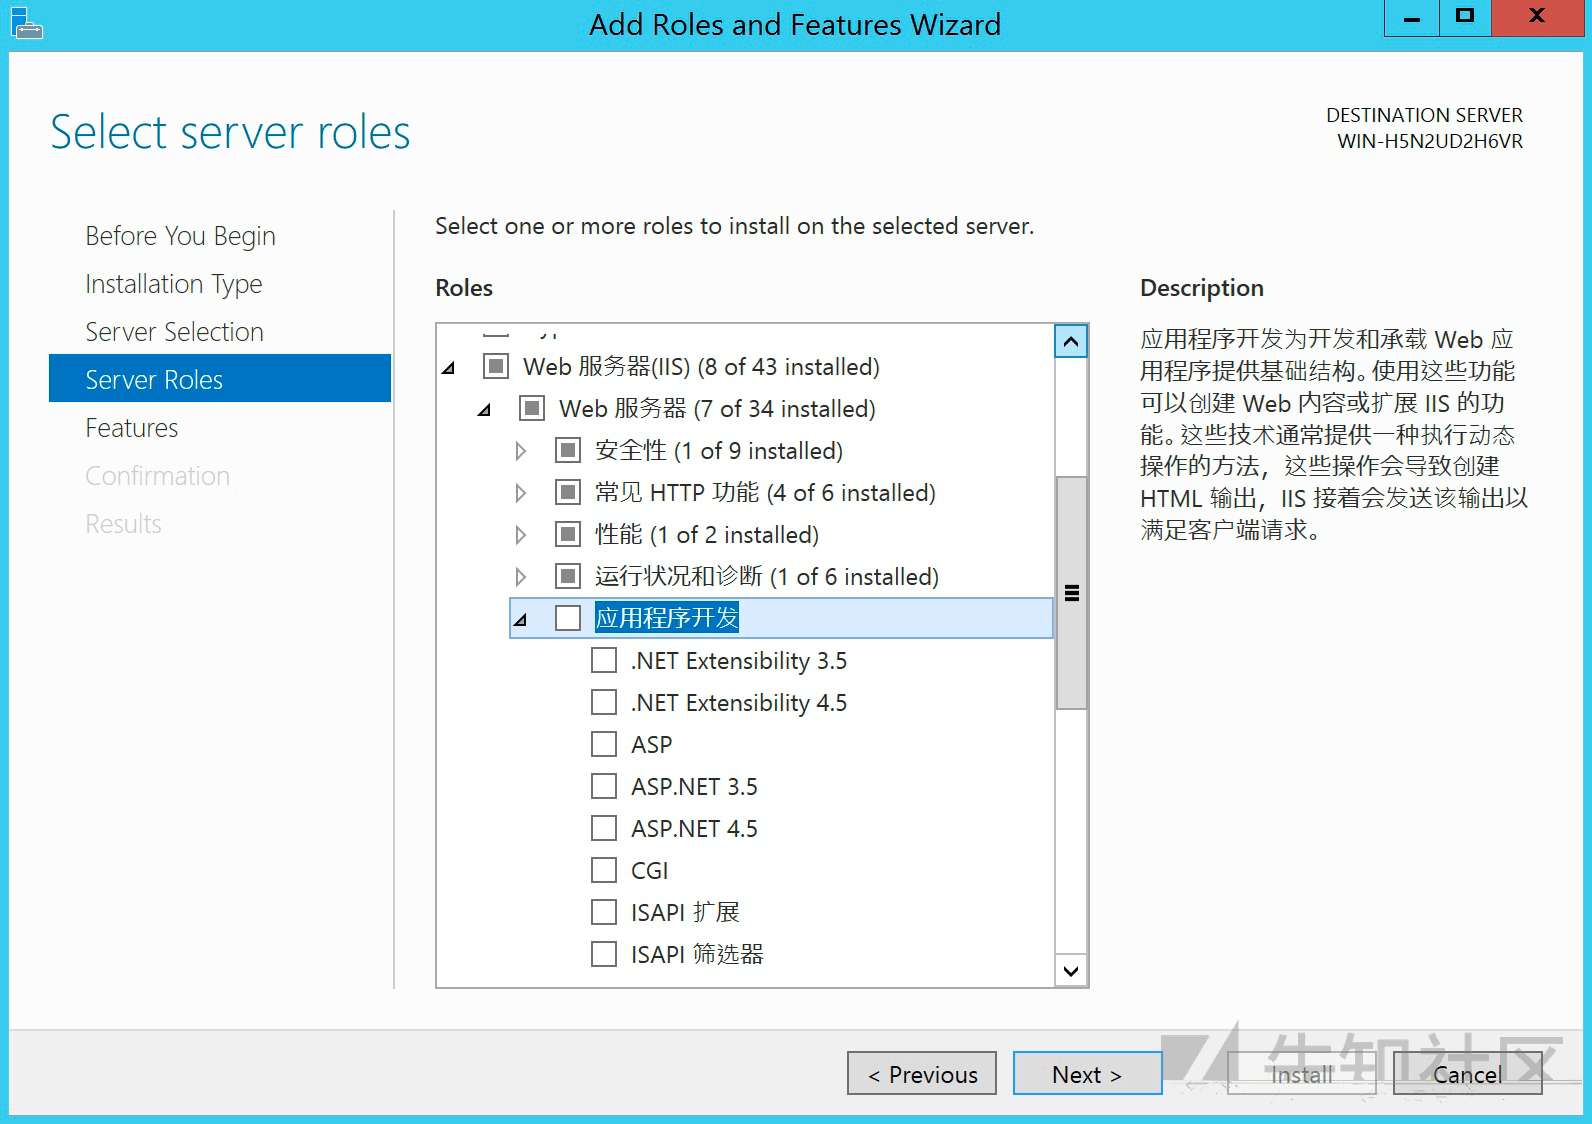 Add Roles and Features Wizard
Select server roles
DESTINATION SERVER
WIN-H5N2UD2H6VR
Before You Begin
Installation Type
Server Selection
Server Roles
Features
Confirmation
Results
Select one or more roles to install on the selected server.
Roles
Web 服务器(IIS) (8 of 43 installed)
Web 服务器 (7 of 34 installed)
安全性 (1 of 9 installed)
常见 HTTP 功能 (4 of 6 installed)
性能 (1 of 2 installed)
运行状况和诊断 (1 of 6 installed)
应用程序开发
.NET Extensibility 3.5
.NET Extensibility 4.5
ASP
ASP.NET 3.5
ASP.NET 4.5
CGI
ISAPI 扩展
ISAPI 筛选器
Description
应用程序开发为开发和承载 Web 应
用程序提供基础结构。使用这些功能
可以创建 Web 内容或扩展 IIS 的功
能。这些技术通常提供一种执行动态
操作的方法，这些操作会导致创建
HTML 输出，IIS 接着会发送该输出以
满足客户端请求。
< Previous
Next >
Install
Cancel
先知社区